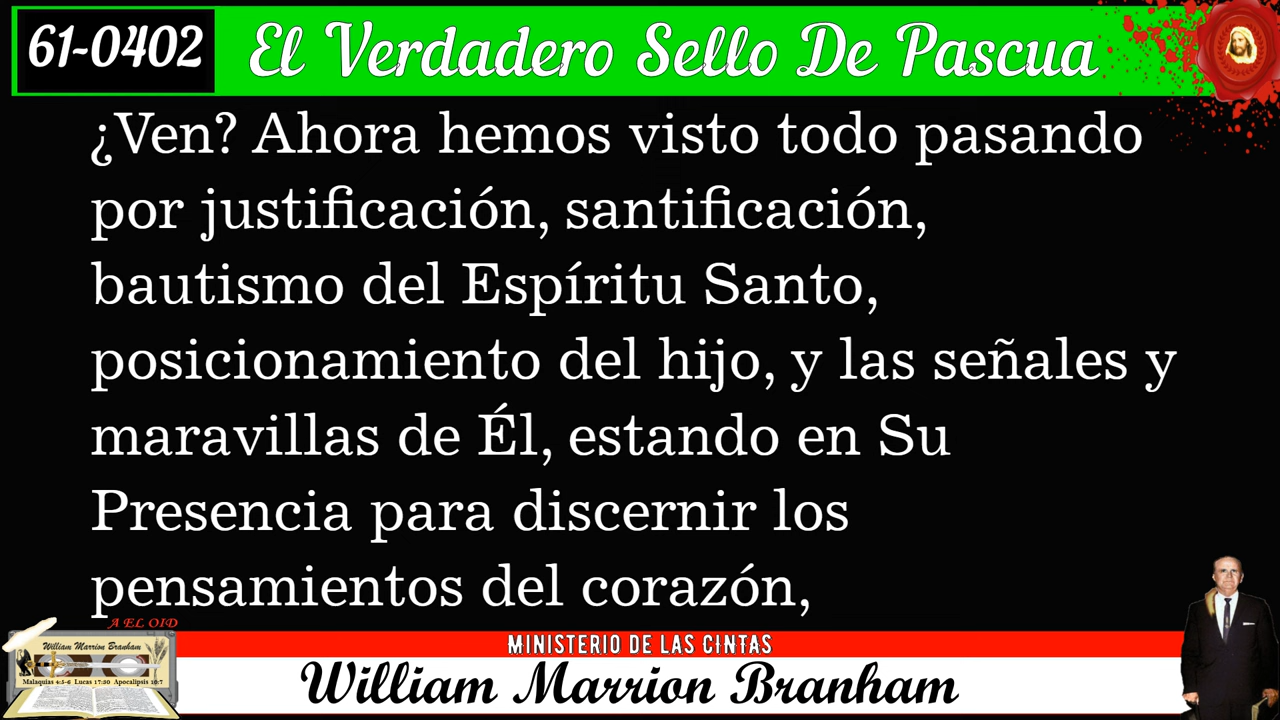 61-0402 El Verdadero Sello De Pascua
¿Ven? Ahora hemos visto todo pasando
por justificación, santificación,
bautismo del Espíritu Santo,
posicionamiento del hijo, y las señales y
maravillas de Él, estando en Su
Presencia para discernir los
pensamientos del corazón,
A EL OID
William Marrion Branham
Malaquias 4:5-6 Lucas 17:30 Apocalipsis 10:7
MINISTERIO DE LAS CINTAS
William Marrion Branham